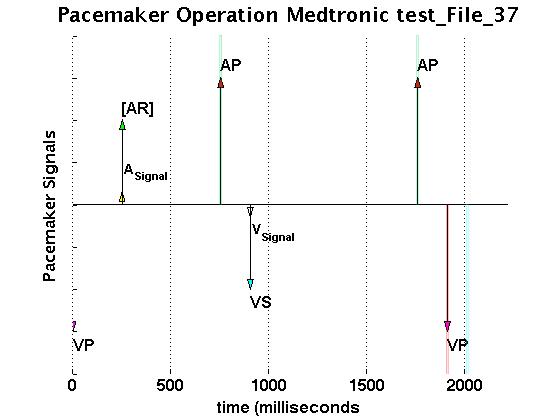 Pacemaker Operation Medtronic test_File_37
AP AP
[AR]
A Signal
Pacemaker Signals
V Signal
VS
VP VP
0 500 1000 1500 2000
time (milliseconds